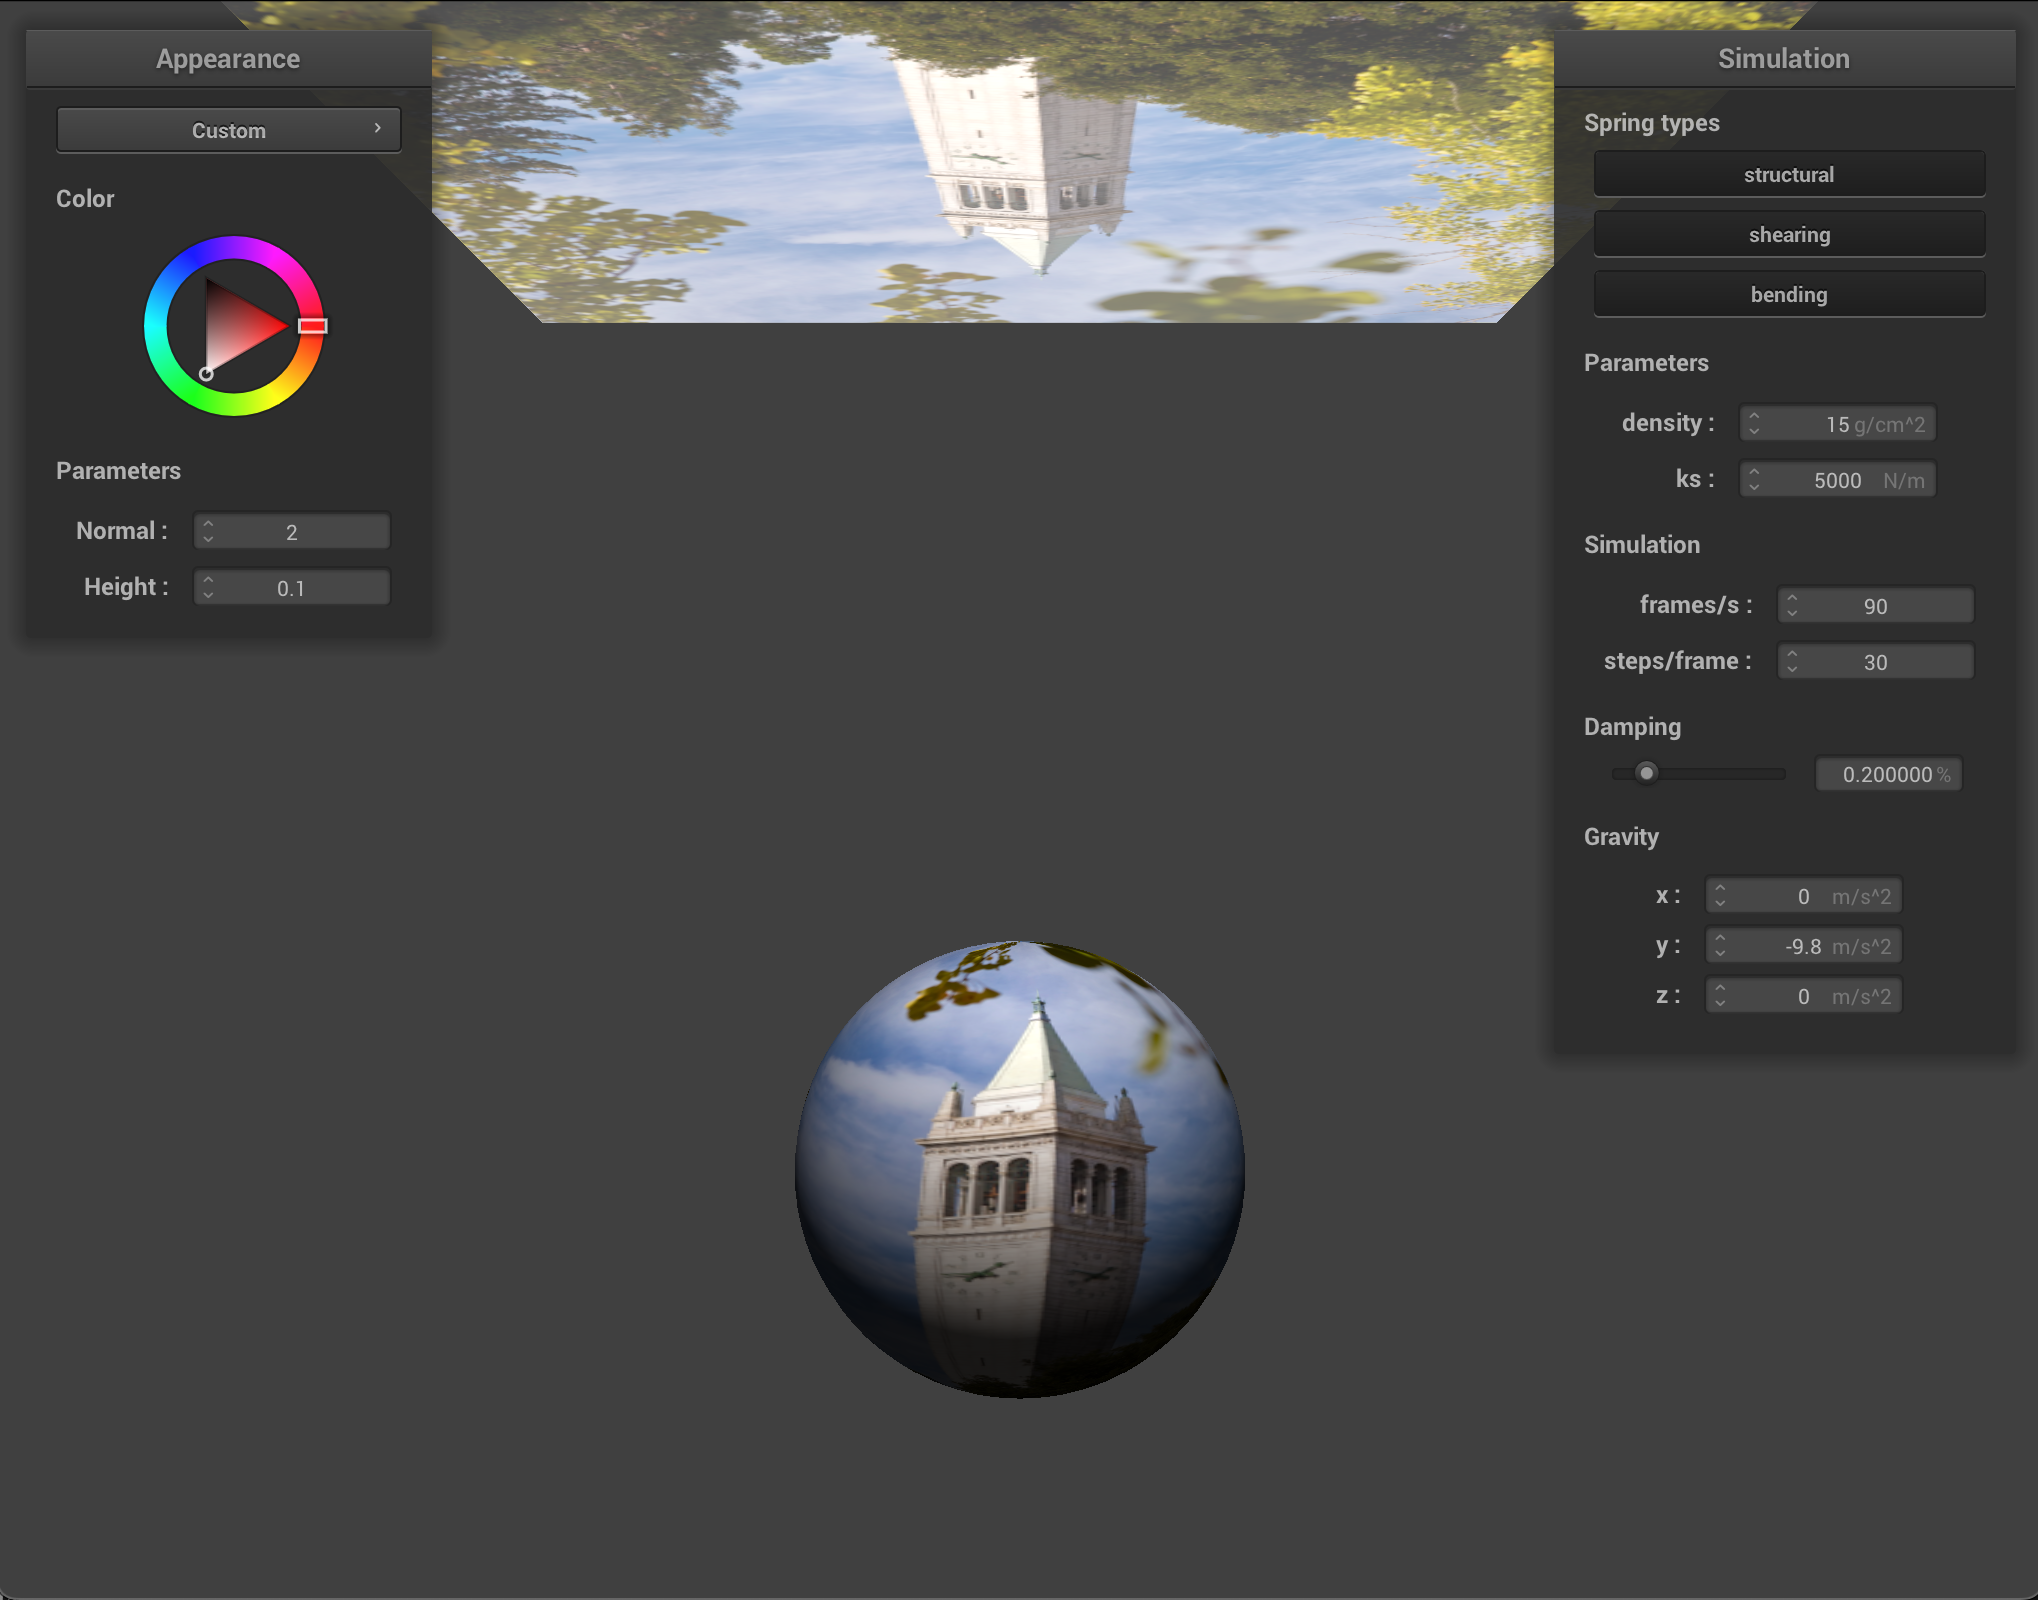 Appearance
Custom
Color
Parameters
Normal : 2
Height : 0.1
Simulation
Spring types
structural
shearing
bending
Parameters
density : 15 g/cm^2
ks : 5000 N/m
Simulation
frames/s : 90
steps/frame : 30
Damping
0.200000 %
Gravity
x : 0 m/s^2
y : -9.8 m/s^2
z : 0 m/s^2